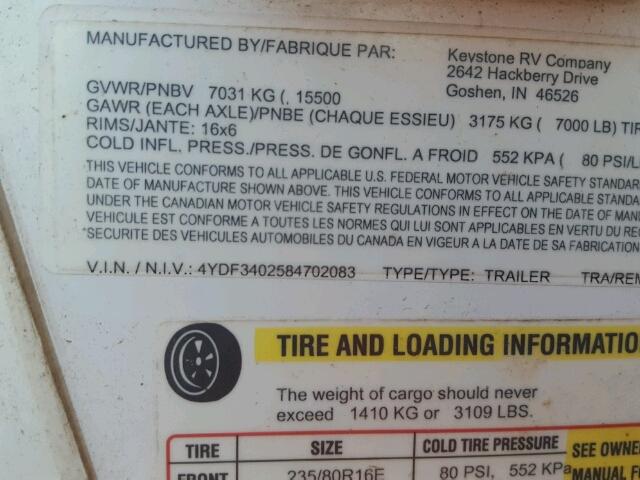 MANUFACTURED BY/FABRIQUE PAR: Keystone RV Company
2642 Hackberry Drive
Goshen, IN 46526
GVWR/PNBV 7031 KG (, 15500
GAWR (EACH AXLE)/PNBE (CHAQUE ESSIEU) 3175 KG ( 7000 LB) TIR
RIMS/JANTE: 16x6
COLD INFL. PRESS./PRESS. DE GONFL. A FROID 552 KPA ( 80 PSI/L
THIS VEHICLE CONFORMS TO ALL APPLICABLE U.S. FEDERAL MOTOR VEHICLE SAFETY STANDAR
DATE OF MANUFACTURE SHOWN ABOVE. THIS VEHICLE CONFORMS TO ALL APPLICABLE STANDA
UNDER THE CANADIAN MOTOR VEHICLE SAFETY REGULATIONS IN EFFECT ON THE DATE OF MAN
VEHICULE EST CONFORME A TOUTES LES NORMES QUI LUI SONT APPLICABLES EN VERTU DU
*SECURITE DES VEHICULES AUTOMOBILES DU CANADA EN VIGEUR A LA DATE DE SA FABRICATION
V.I.N. / N.I.V.: 4YDF3402584702083 TYPE/TYPE: TRAILER TRA/REM
TIRE AND LOADING INFORMATIO
The weight of cargo should never
exceed 1410 KG or 3109 LBS.
TIRE SIZE COLD TIRE PRESSURE SEE OWNE
FRONT 235/80R16E 80 PSI, 552 KPa MANUAL FO